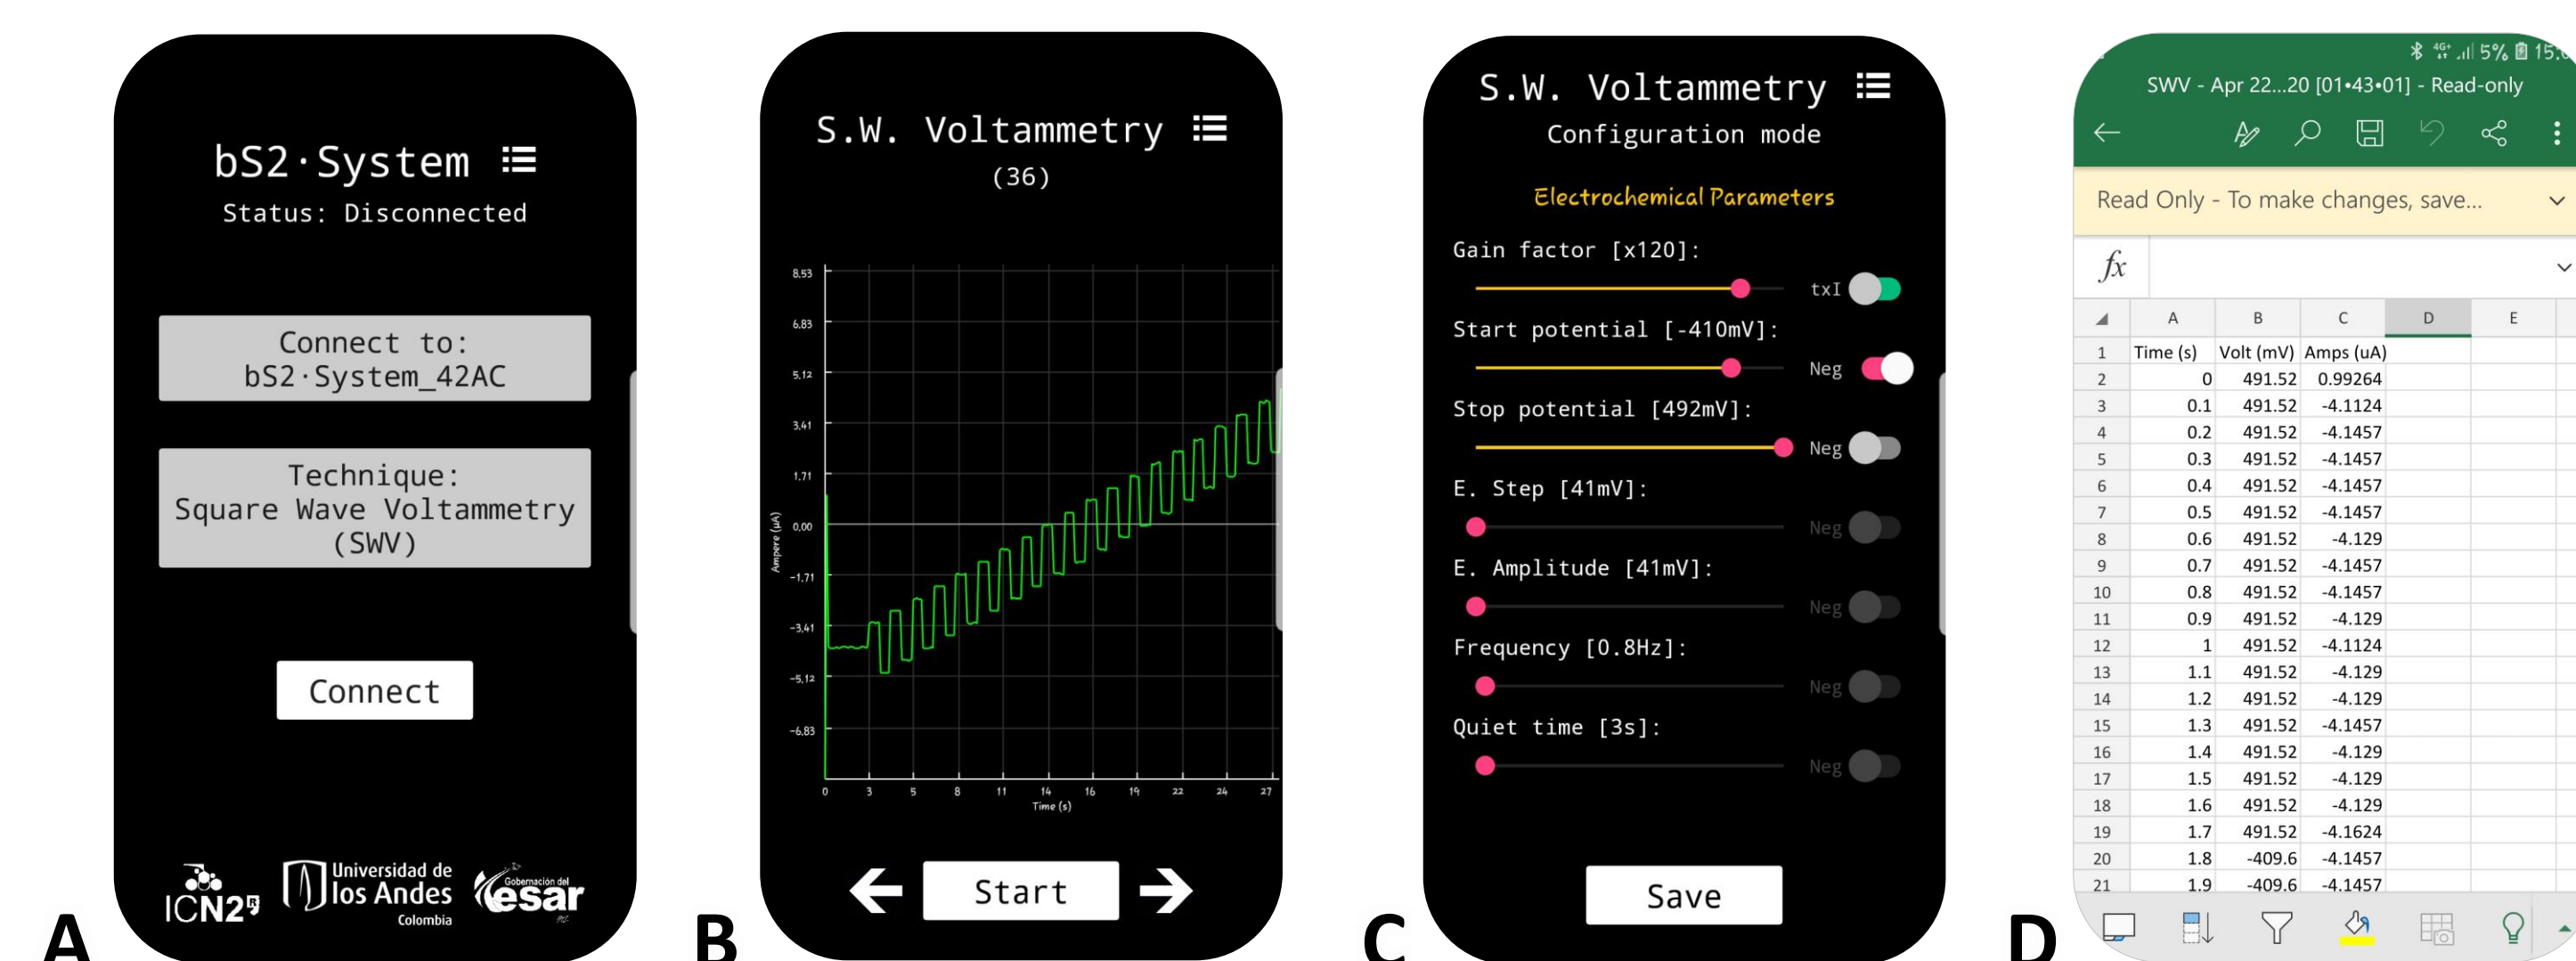 bS2·System
Status: Disconnected
Connect to:
bS2·System_42AC
Technique:
Square Wave Voltammetry
(SWV)
Connect
ICN2
Universidad de
los Andes
Colombia
Gobernación del
Cesar
A
S.W. Voltammetry
(36)
8,53
6,83
5,12
3,41
1,71
0,00
-1,71
-3,41
-5,12
-6,83
Ampere (µA)
0 3 5 8 11 14 16 19 22 24 27
Time (s)
Start
B
S.W. Voltammetry
Configuration mode
Electrochemical Parameters
Gain factor [x120]:
txI
Start potential [-410mV]:
Neg
Stop potential [492mV]:
Neg
E. Step [41mV]:
Neg
E. Amplitude [41mV]:
Neg
Frequency [0.8Hz]:
Neg
Quiet time [3s]:
Neg
Save
C
4G+ 5% 15:
SWV - Apr 22...20 [01•43•01] - Read-only
Read Only - To make changes, save...
fx
A B C D E
1 Time (s) Volt (mV) Amps (uA)
2 0 491.52 0.99264
3 0.1 491.52 -4.1124
4 0.2 491.52 -4.1457
5 0.3 491.52 -4.1457
6 0.4 491.52 -4.1457
7 0.5 491.52 -4.1457
8 0.6 491.52 -4.129
9 0.7 491.52 -4.1457
10 0.8 491.52 -4.1457
11 0.9 491.52 -4.129
12 1 491.52 -4.1124
13 1.1 491.52 -4.129
14 1.2 491.52 -4.129
15 1.3 491.52 -4.1457
16 1.4 491.52 -4.129
17 1.5 491.52 -4.129
18 1.6 491.52 -4.129
19 1.7 491.52 -4.1624
20 1.8 -409.6 -4.1457
21 1.9 -409.6 -4.1457
D